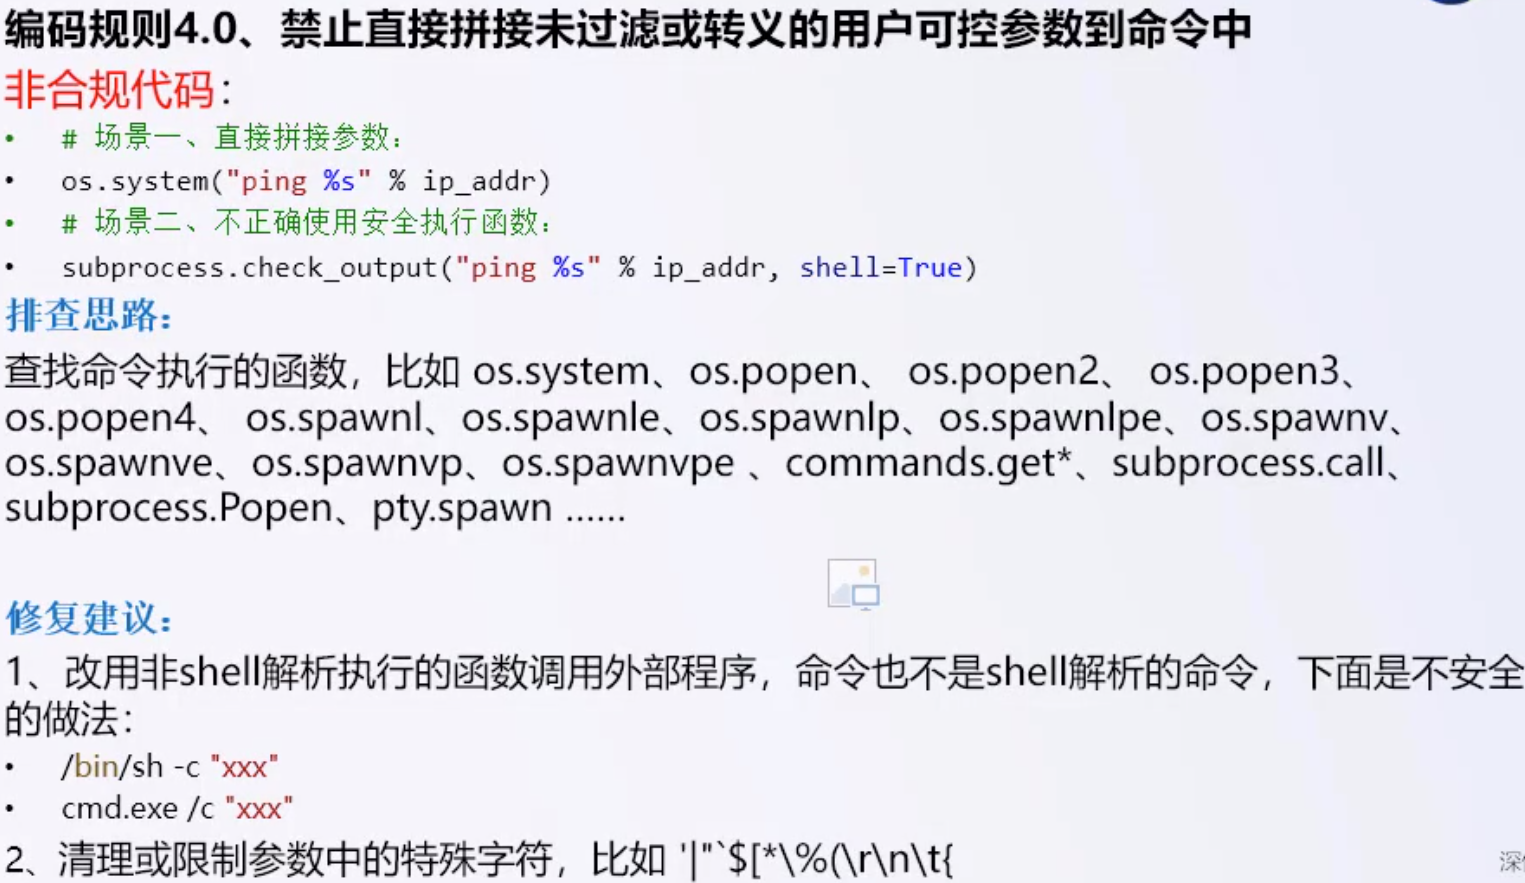 编码规则4.0、禁止直接拼接未过滤或转义的用户可控参数到命令中
非合规代码：
• # 场景一、直接拼接参数：
• os.system("ping %s" % ip_addr)
• # 场景二、不正确使用安全执行函数：
• subprocess.check_output("ping %s" % ip_addr, shell=True)
排查思路：
查找命令执行的函数，比如 os.system、os.popen、 os.popen2、 os.popen3、
os.popen4、 os.spawnl、os.spawnle、os.spawnlp、os.spawnlpe、os.spawnv、
os.spawnve、os.spawnvp、os.spawnvpe 、commands.get*、subprocess.call、
subprocess.Popen、pty.spawn ......
修复建议：
1、改用非shell解析执行的函数调用外部程序，命令也不是shell解析的命令，下面是不安全
的做法：
• /bin/sh -c "xxx"
• cmd.exe /c "xxx"
2、清理或限制参数中的特殊字符，比如 '|"`$[*\%(\r\n\t{
深